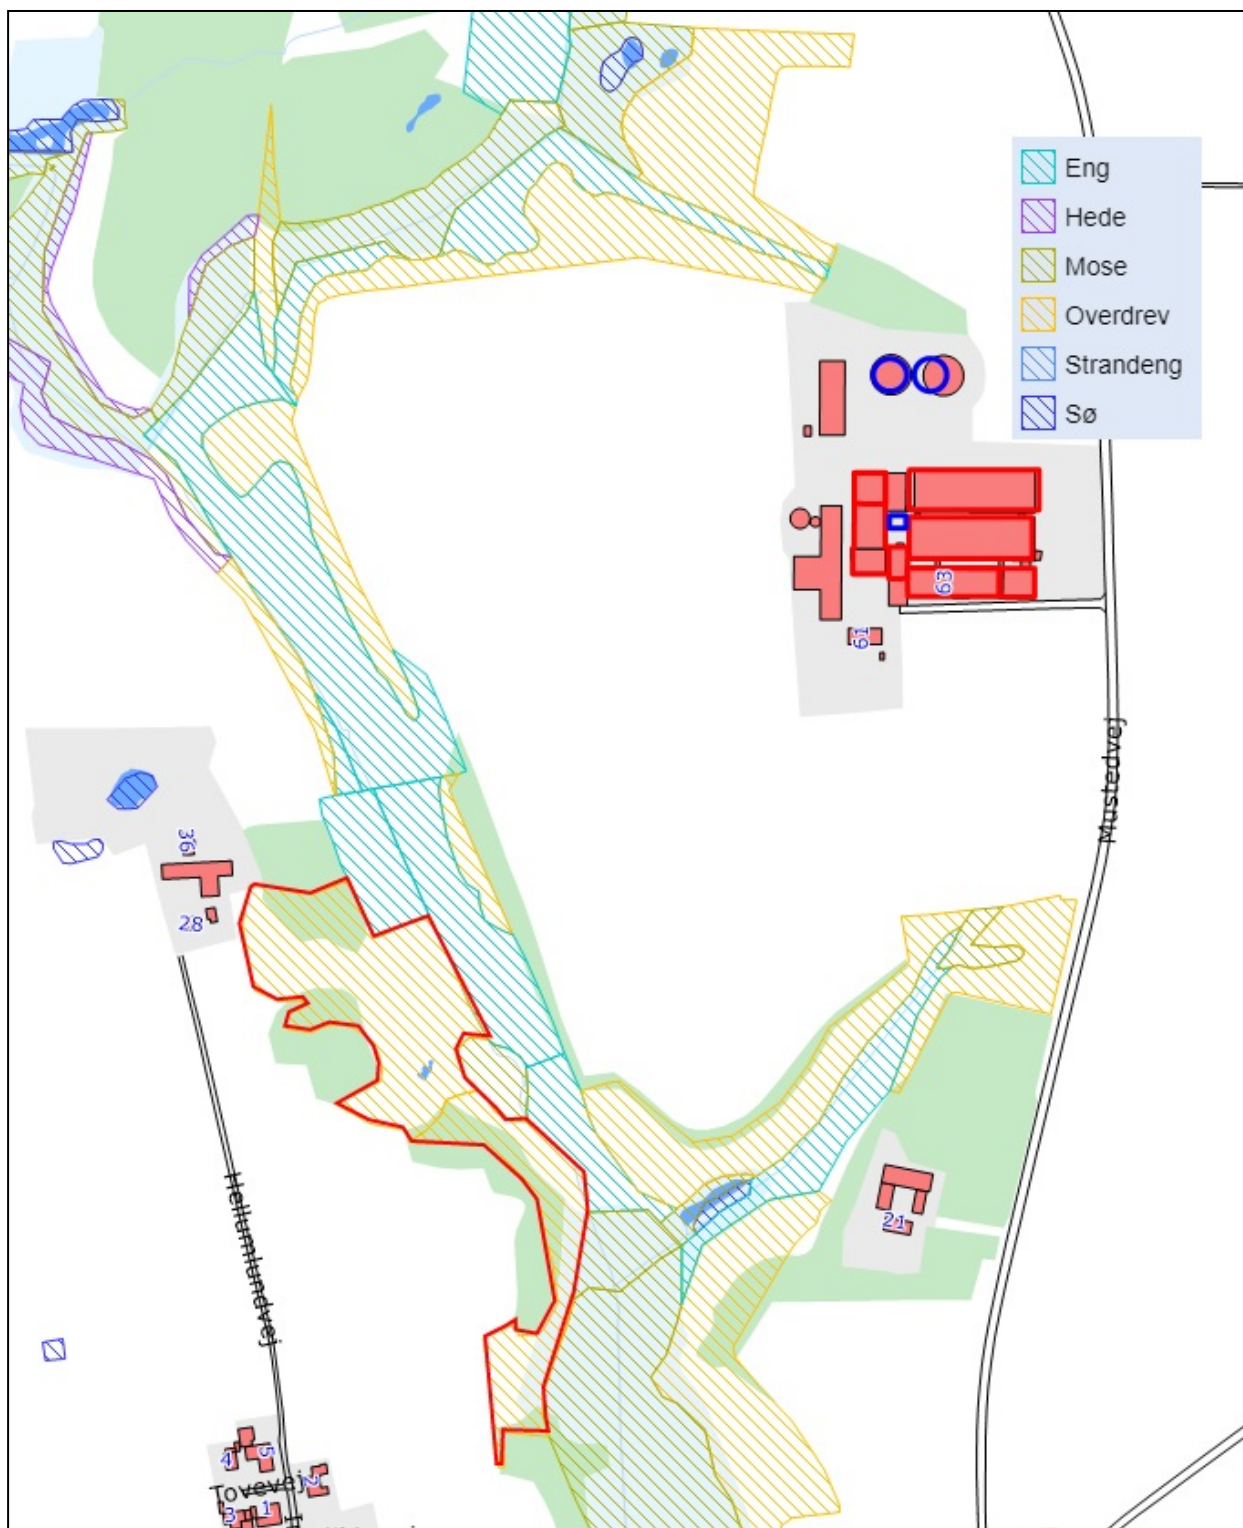 Eng
Hede
Mose
Overdrev
Strandeng
Sø
63
61
Mustedvej
36
28
21
Hellumlundvej
4
5
2
Tovevej
3
1